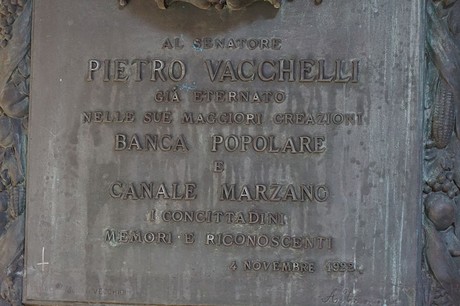 AL SENATORE
PIETRO VACCHELLI
GIÀ ETERNATO
NELLE SUE MAGGIORI CREAZIONI
BANCA POPOLARE
E
CANALE MARZANO
I CONCITTADINI
MEMORI E RICONOSCENTI
4 NOVEMBRE 1923